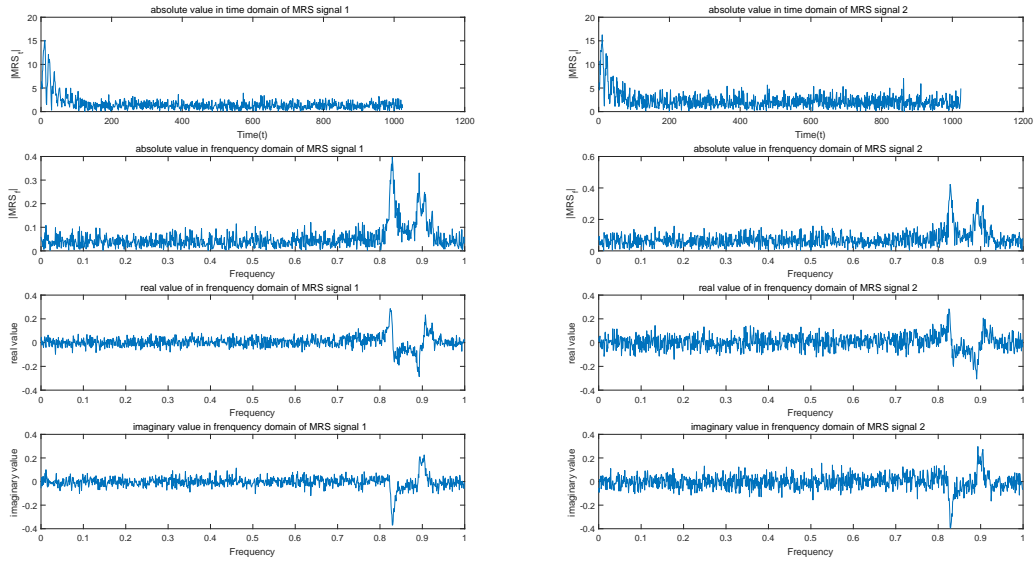 absolute value in time domain of MRS signal 1
20
15
10
5
0
|MRS t|
0 200 400 600 800 1000 1200
Time(t)
absolute value in frenquency domain of MRS signal 1
0.4
0.3
0.2
0.1
0
|MRS f|
0 0.1 0.2 0.3 0.4 0.5 0.6 0.7 0.8 0.9 1
Frequency
real value of in frenquency domain of MRS signal 1
0.4
0.2
0
-0.2
-0.4
real value
0 0.1 0.2 0.3 0.4 0.5 0.6 0.7 0.8 0.9 1
Frequency
imaginary value in frenquency domain of MRS signal 1
0.4
0.2
0
-0.2
-0.4
imaginary value
0 0.1 0.2 0.3 0.4 0.5 0.6 0.7 0.8 0.9 1
Frequency
absolute value in time domain of MRS signal 2
20
15
10
5
0
|MRS t|
0 200 400 600 800 1000 1200
Time(t)
absolute value in frenquency domain of MRS signal 2
0.6
0.4
0.2
0
|MRS f|
0 0.1 0.2 0.3 0.4 0.5 0.6 0.7 0.8 0.9 1
Frequency
real value of in frenquency domain of MRS signal 2
0.4
0.2
0
-0.2
-0.4
real value
0 0.1 0.2 0.3 0.4 0.5 0.6 0.7 0.8 0.9 1
Frequency
imaginary value in frenquency domain of MRS signal 2
0.4
0.2
0
-0.2
-0.4
imaginary value
0 0.1 0.2 0.3 0.4 0.5 0.6 0.7 0.8 0.9 1
Frequency